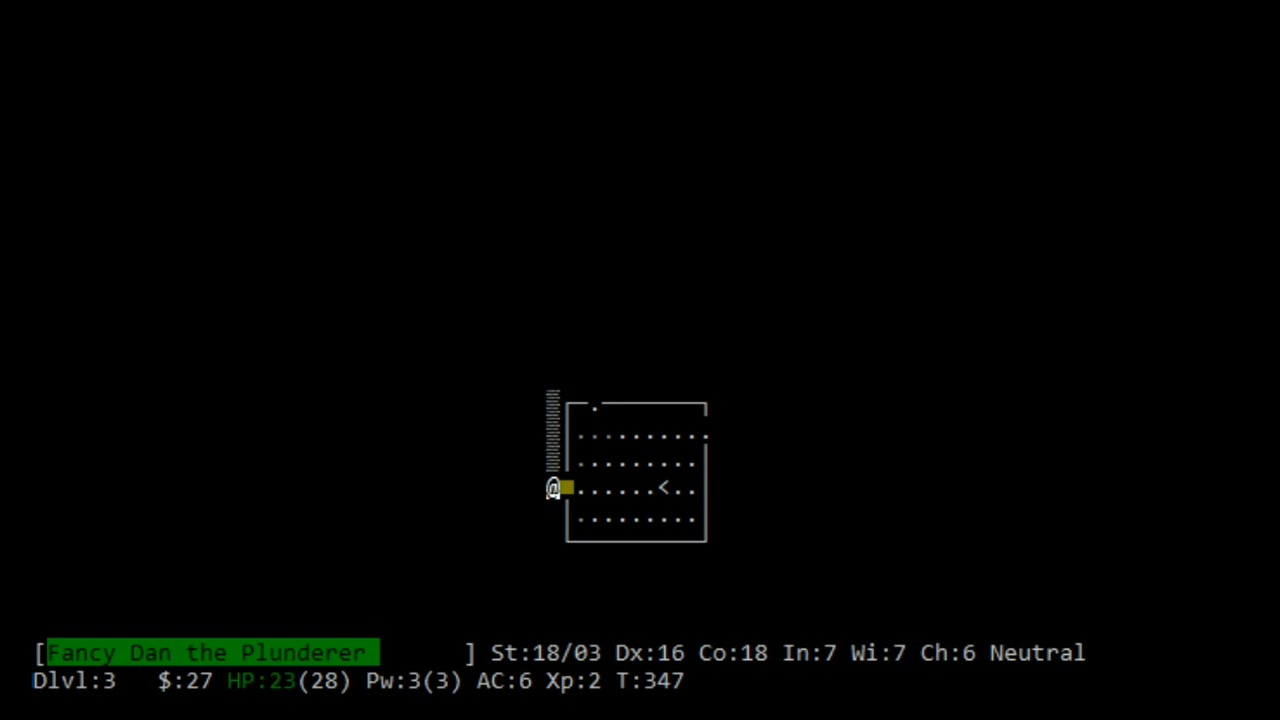 .
..........
.........
@......<..
.........
[Fancy Dan the Plunderer ] St:18/03 Dx:16 Co:18 In:7 Wi:7 Ch:6 Neutral
Dlvl:3 $:27 HP:23(28) Pw:3(3) AC:6 Xp:2 T:347